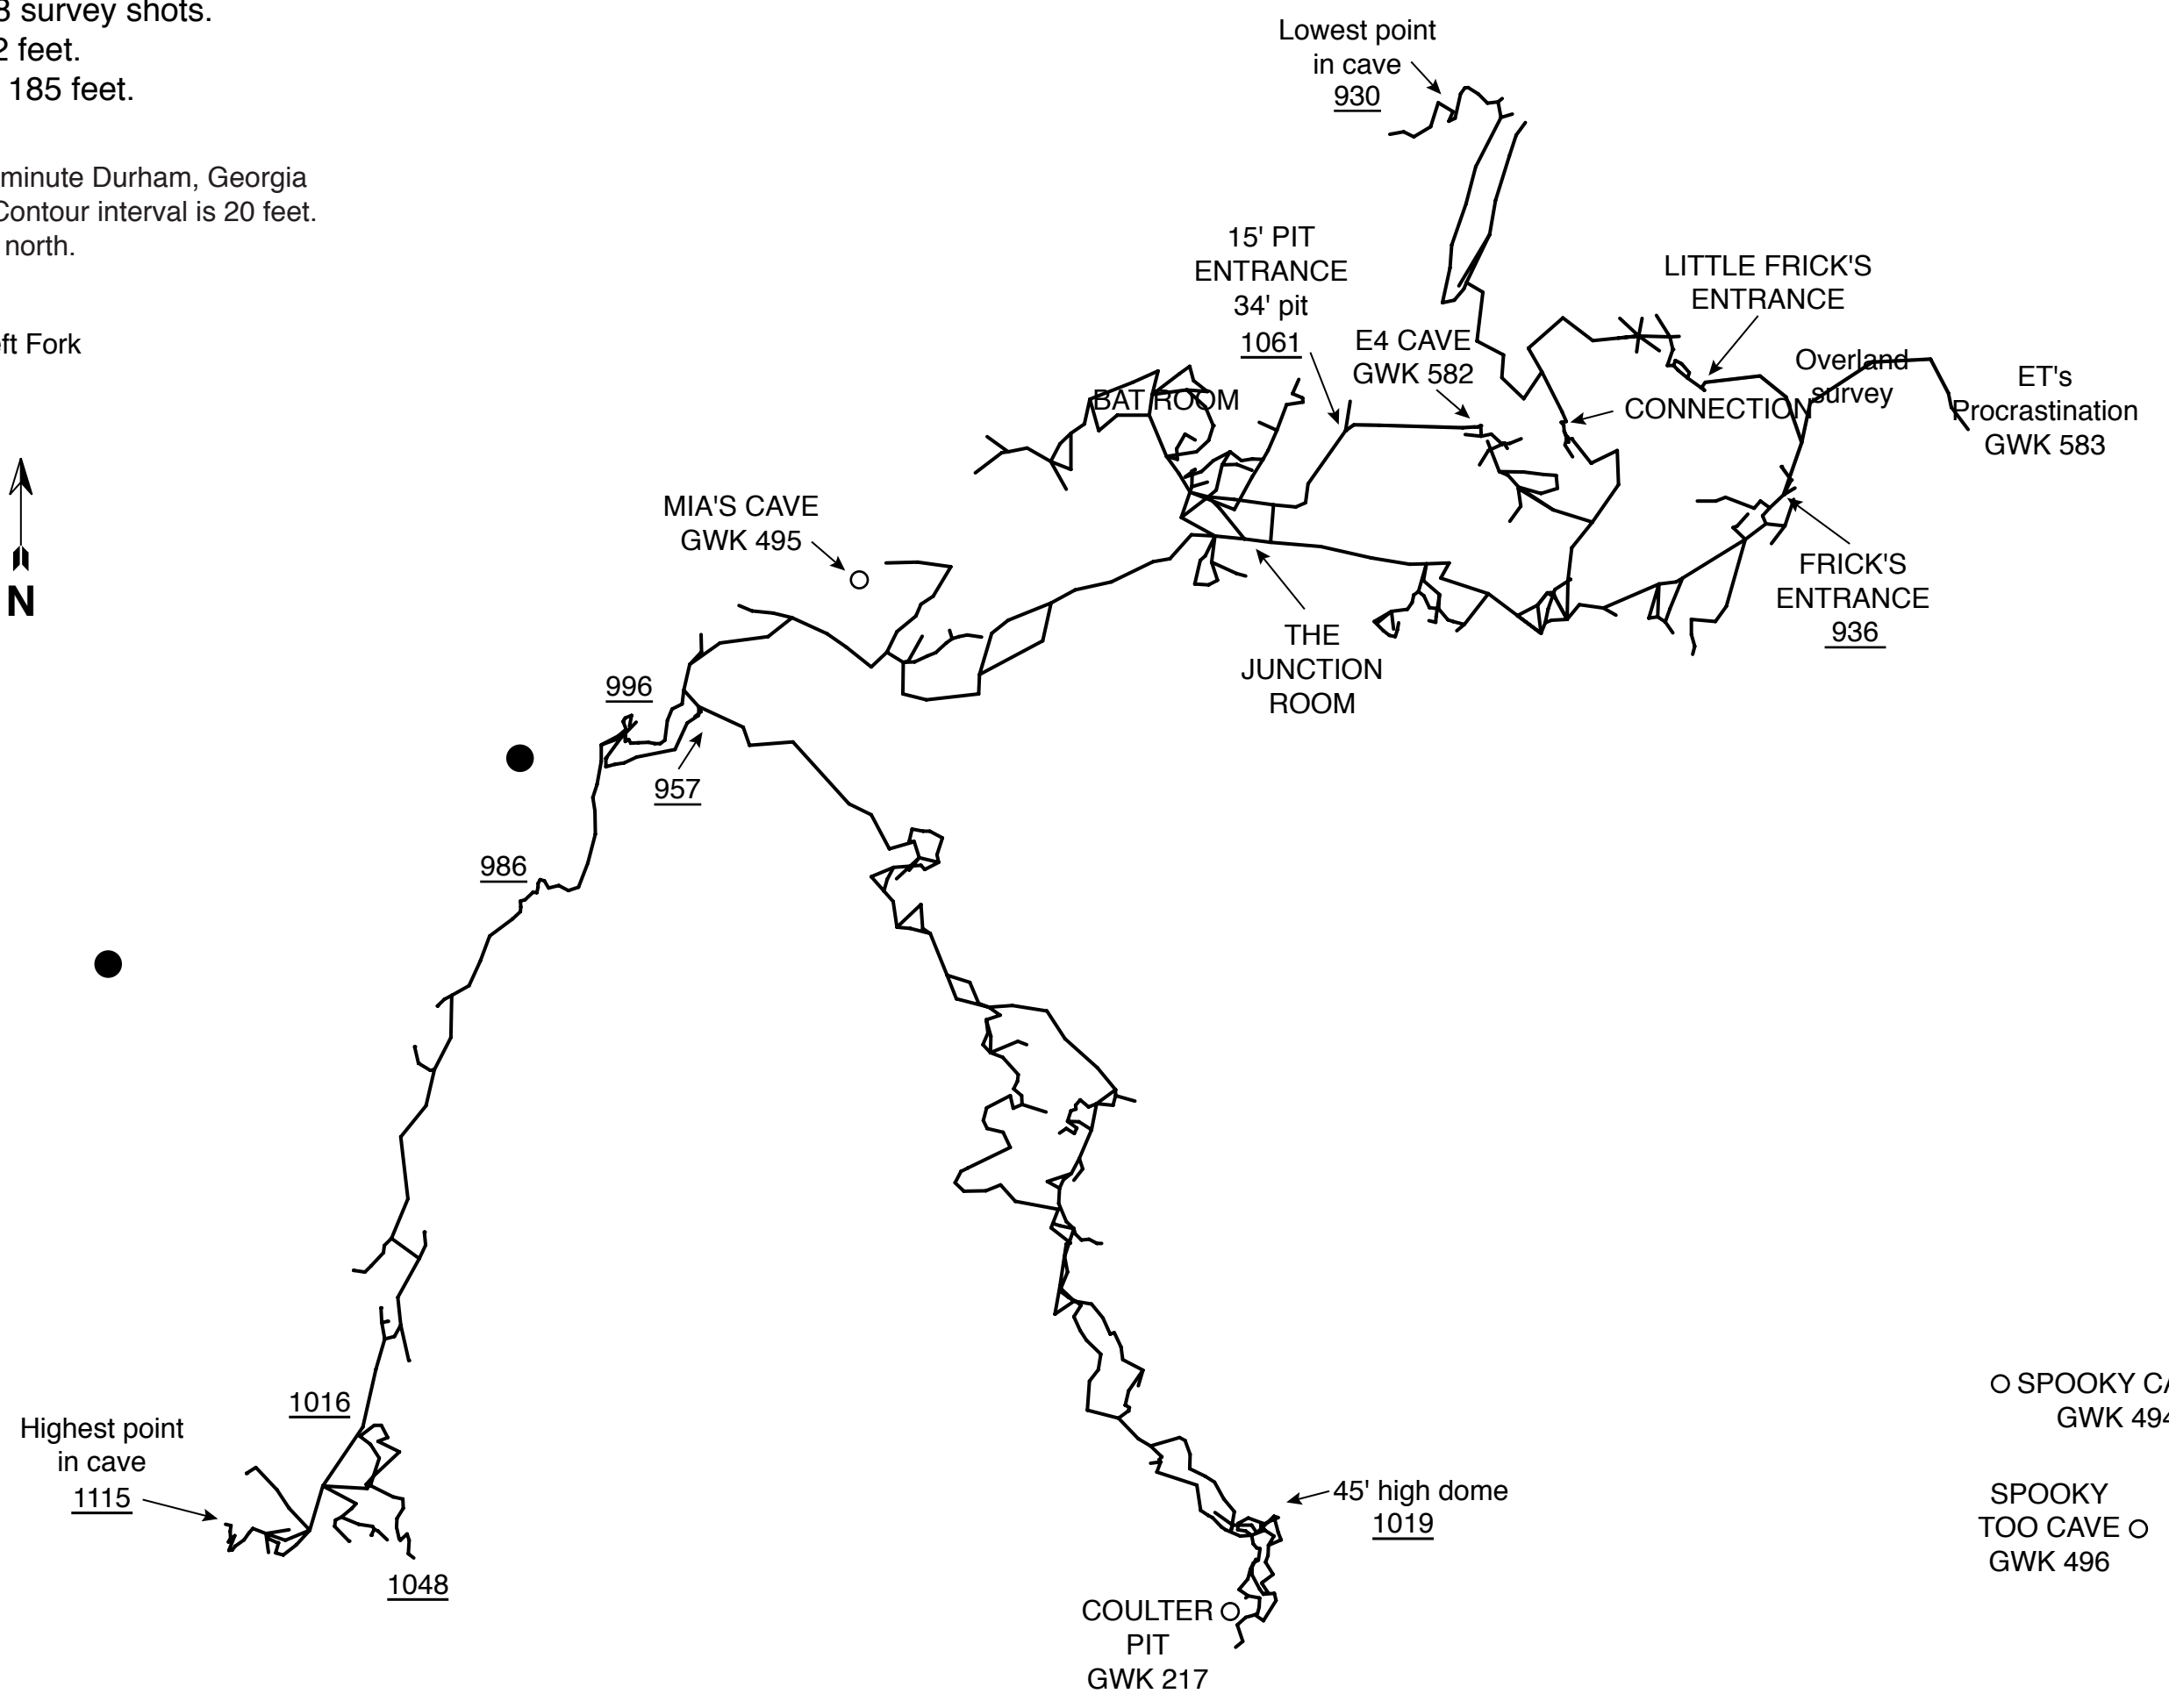 3 survey shots.
2 feet.
185 feet.
minute Durham, Georgia
Contour interval is 20 feet.
north.
ft Fork
N
Lowest point
in cave
930
15' PIT
ENTRANCE
34' pit
1061
E4 CAVE
GWK 582
LITTLE FRICK'S
ENTRANCE
Overland
survey
ET's
Procrastination
GWK 583
CONNECTION
BAT ROOM
MIA'S CAVE
GWK 495
FRICK'S
ENTRANCE
936
THE
JUNCTION
ROOM
996
957
986
1016
Highest point
in cave
1115
1048
45' high dome
1019
COULTER
PIT
GWK 217
SPOOKY CA
GWK 494
SPOOKY
TOO CAVE
GWK 496